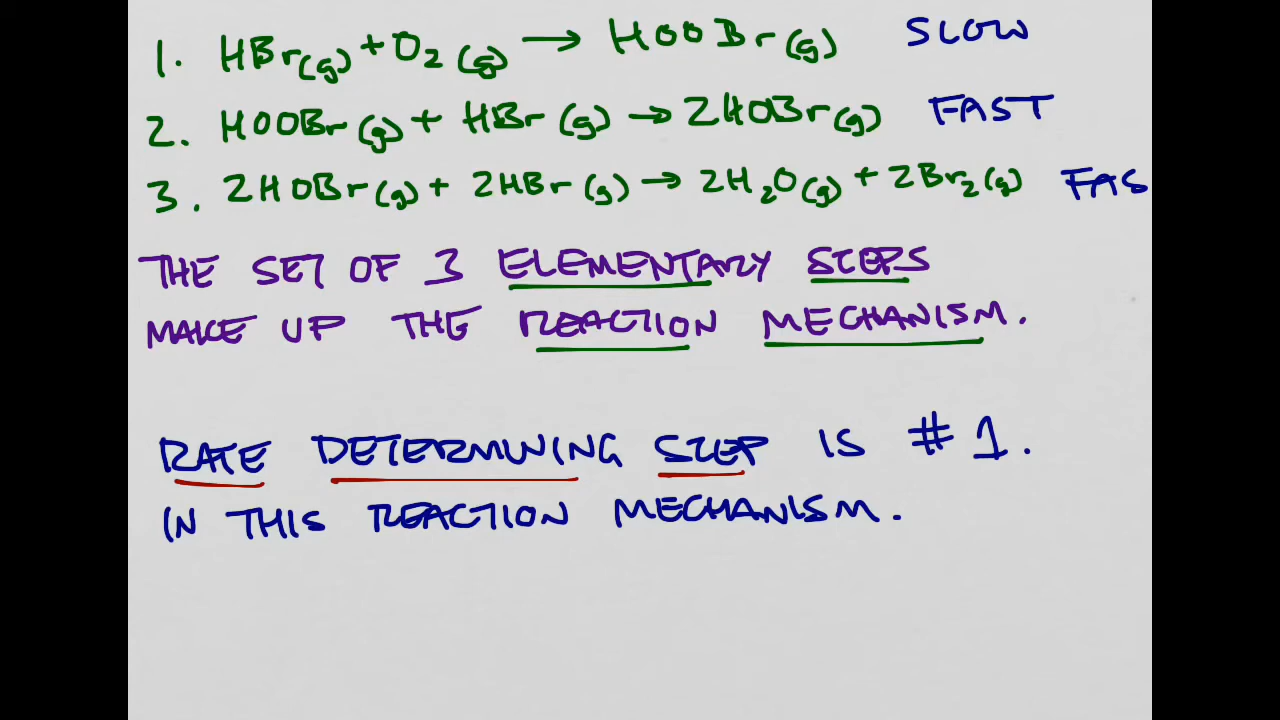 1. HBr(g) + O₂(g) → HOOBr(g) SLOW
2. HOOBr(g) + HBr(g) → 2HOBr(g) FAST
3. 2HOBr(g) + 2HBr(g) → 2H₂O(g) + 2Br₂(g) FAS
THE SET OF 3 ELEMENTARY STEPS
MAKE UP THE REACTION MECHANISM.
RATE DETERMINING STEP IS #1.
IN THIS REACTION MECHANISM.